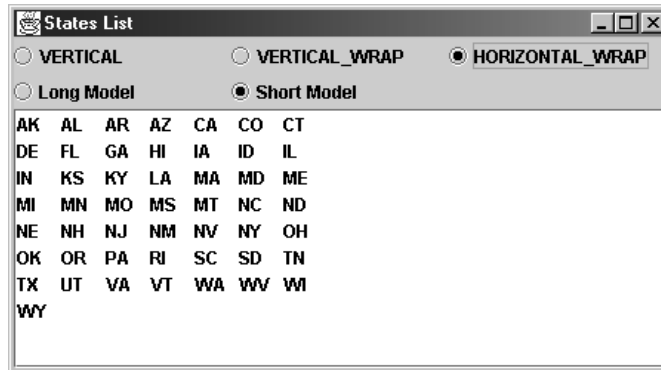 States List
VERTICAL VERTICAL_WRAP HORIZONTAL_WRAP
Long Model Short Model
AK AL AR AZ CA CO CT
DE FL GA HI IA ID IL
IN KS KY LA MA MD ME
MI MN MO MS MT NC ND
NE NH NJ NM NV NY OH
OK OR PA RI SC SD TN
TX UT VA VT WA WV WI
WY